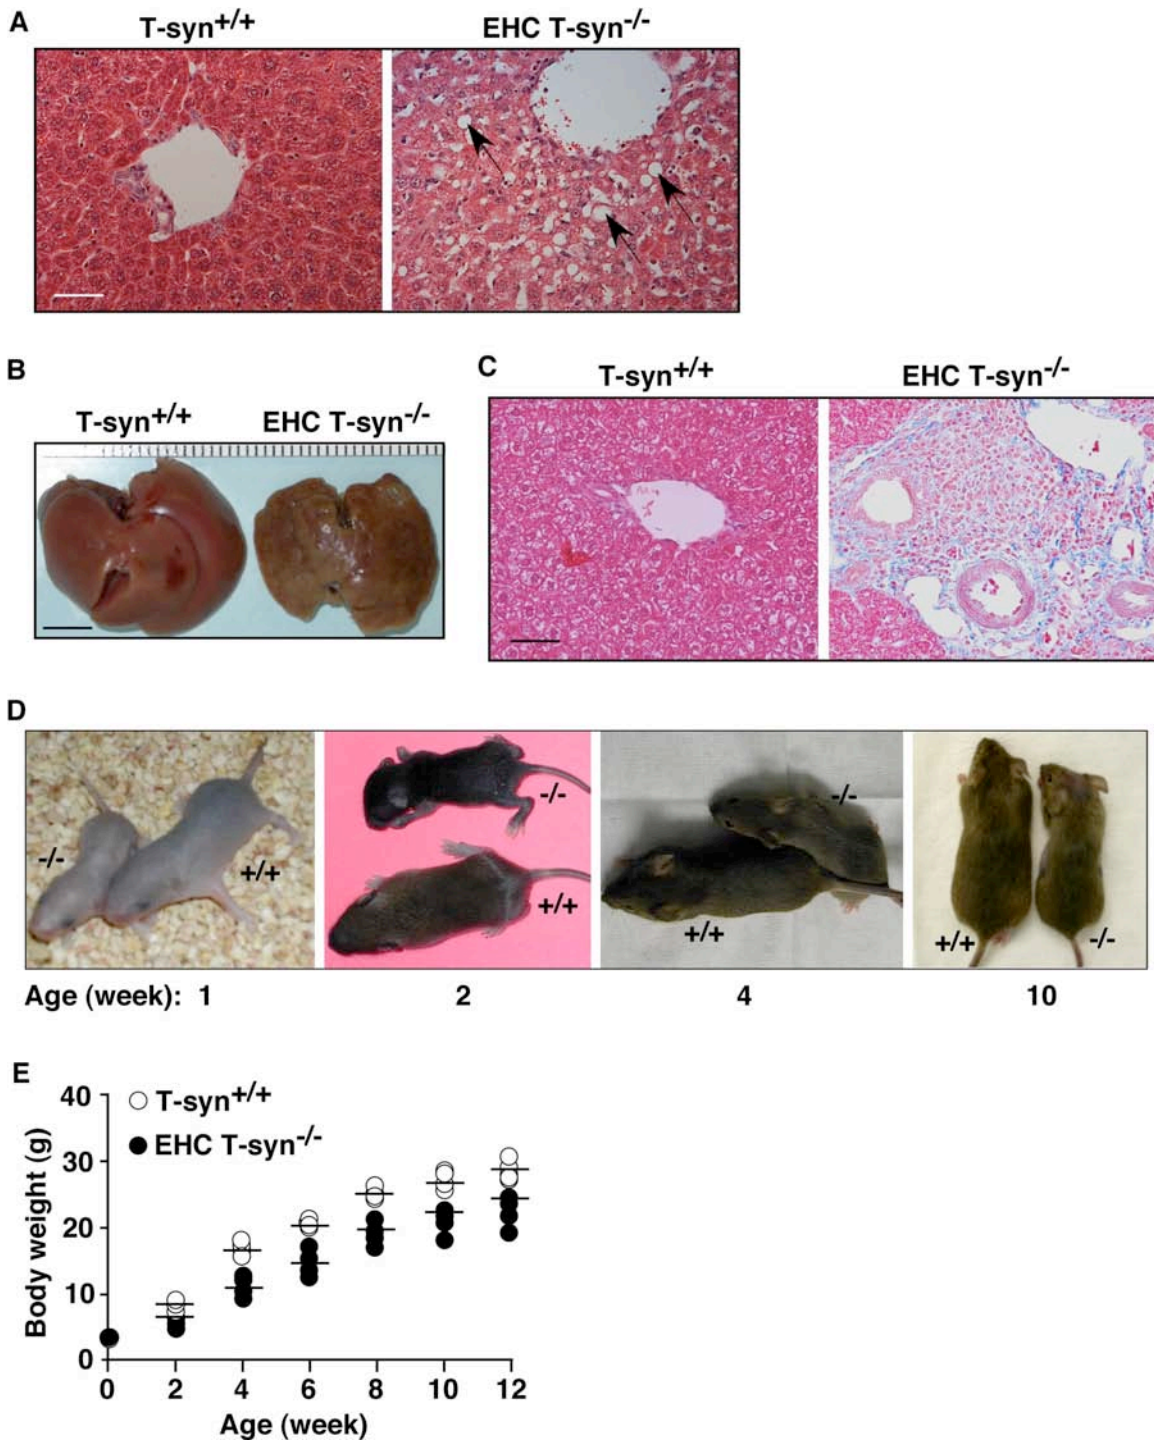 A
T-syn+/+ EHC T-syn-/-
B
T-syn+/+ EHC T-syn-/-
C
T-syn+/+ EHC T-syn-/-
D
-/- +/+ -/- +/+ -/- +/+ +/+ -/-
Age (week): 1 2 4 10
E
T-syn+/+
EHC T-syn-/-
Body weight (g)
40
30
20
10
0
0 2 4 6 8 10 12
Age (week)